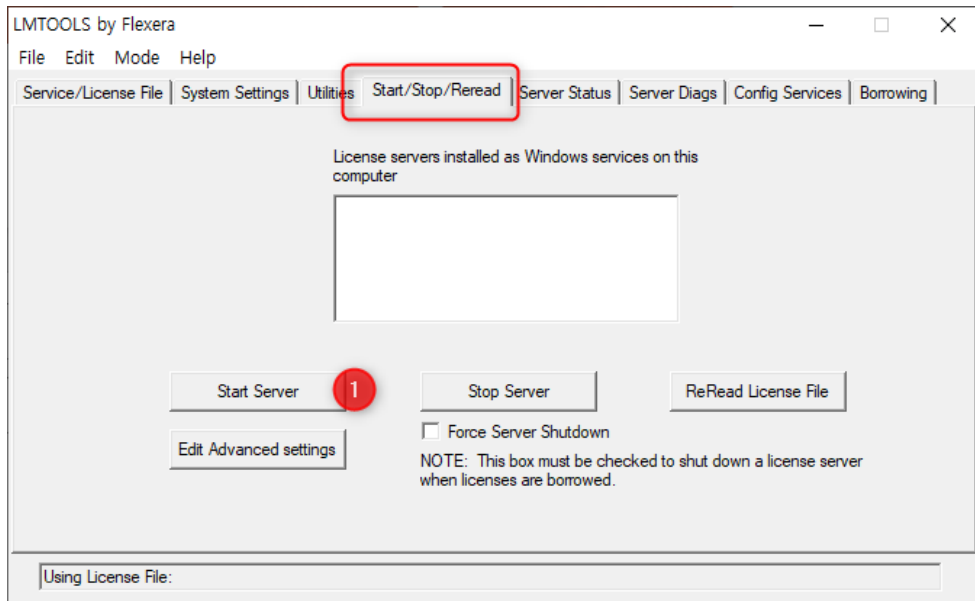 LMTOOLS by Flexera
File Edit Mode Help
Service/License File System Settings Utilities Start/Stop/Reread Server Status Server Diags Config Services Borrowing
License servers installed as Windows services on this
computer
Start Server 1 Stop Server ReRead License File
Edit Advanced settings
Force Server Shutdown
NOTE: This box must be checked to shut down a license server
when licenses are borrowed.
Using License File: